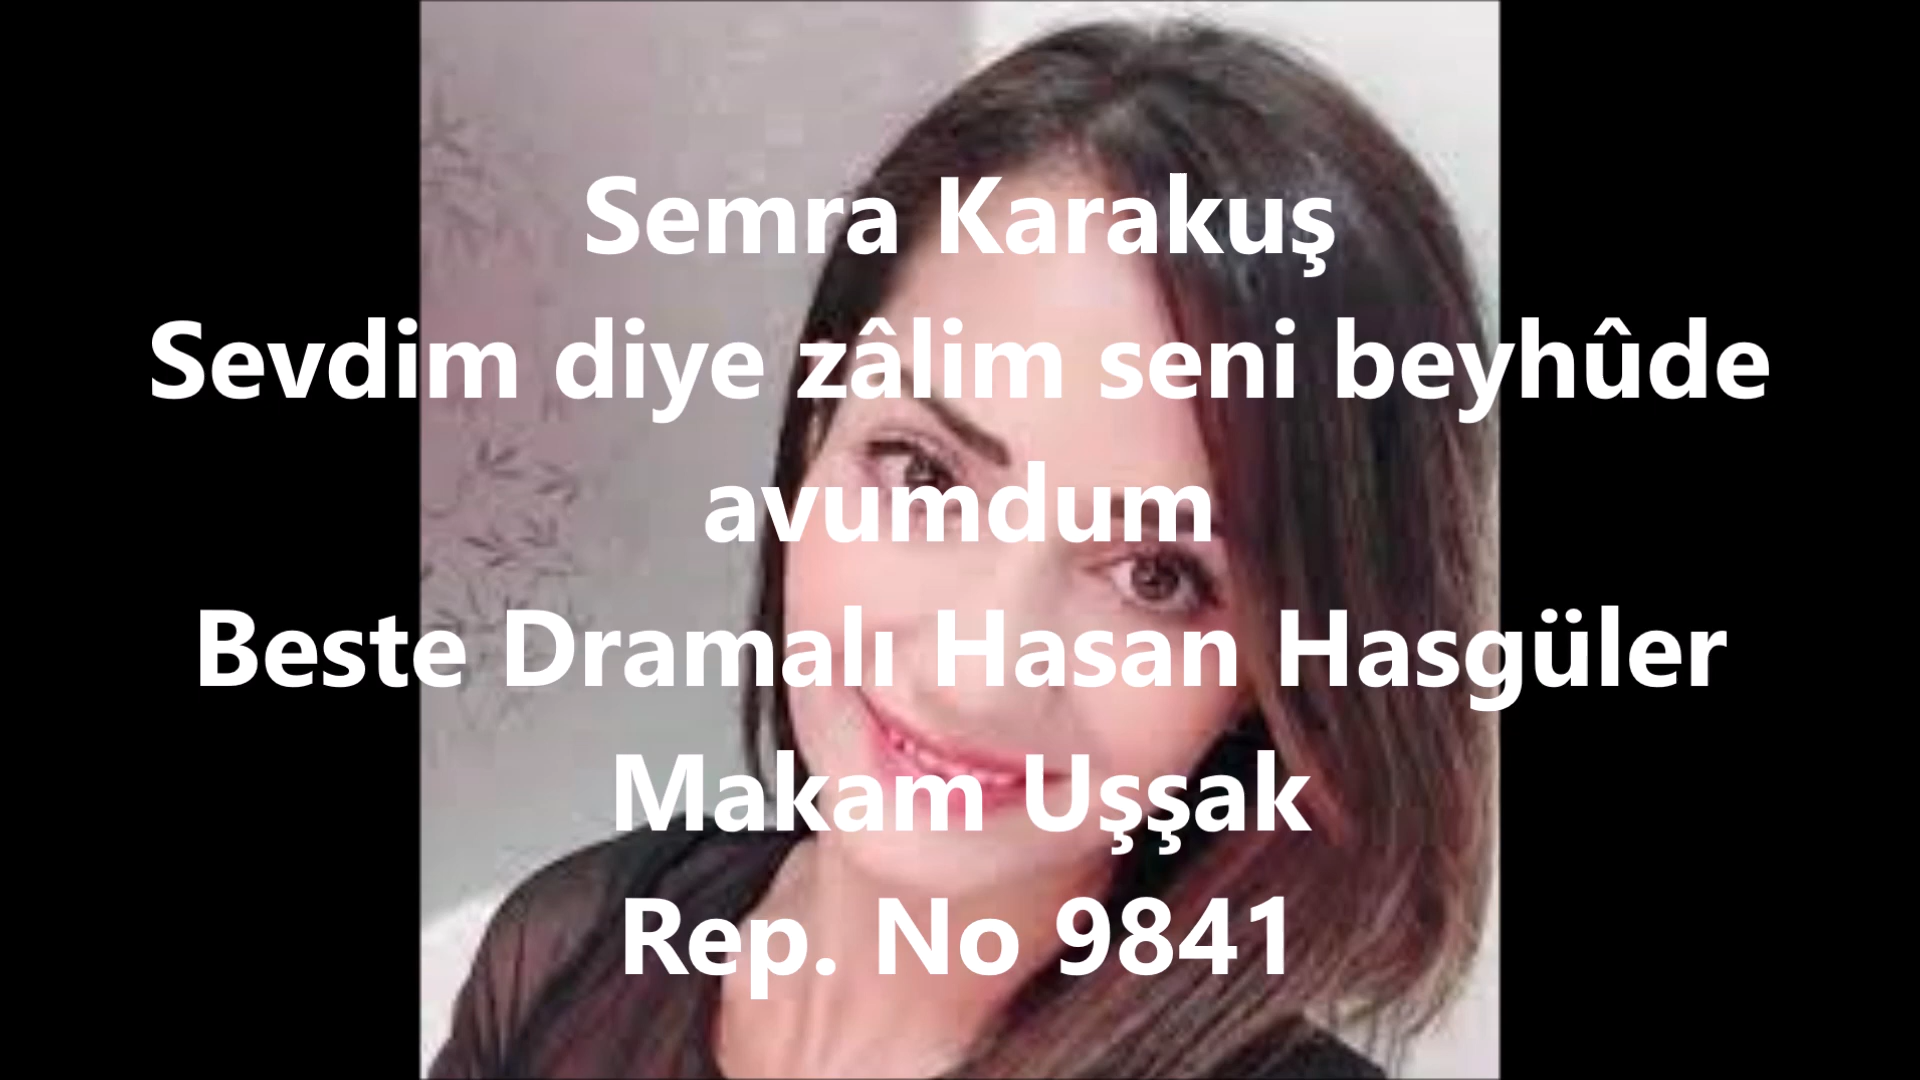 Semra Karakuş
Sevdim diye zâlim seni beyhûde
avumdum
Beste Dramalı Hasan Hasgüler
Makam Uşşak
Rep. No 9841